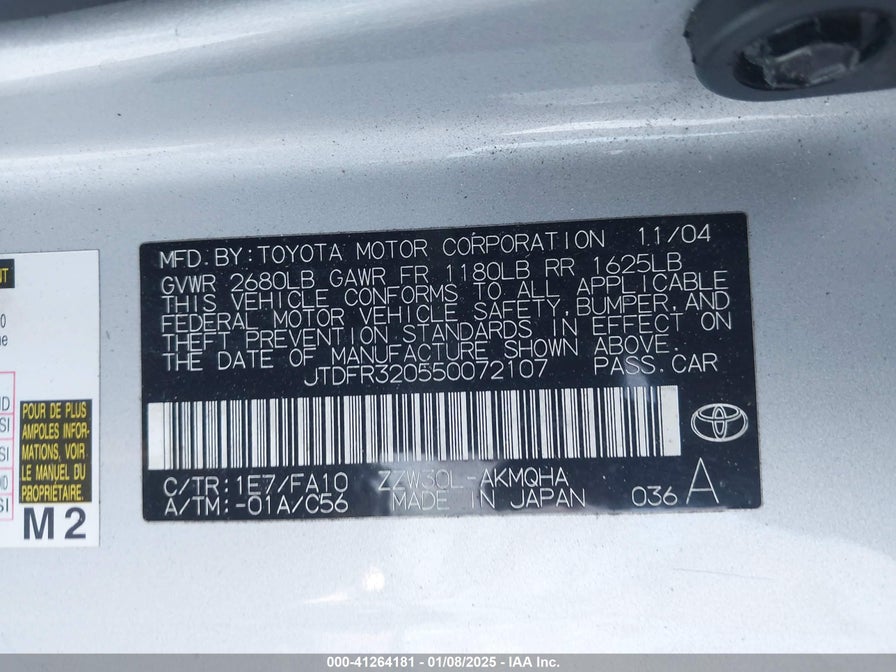 MFD. BY: TOYOTA MOTOR CORPORATION 11/04
GVWR 2680LB GAWR FR 1180LB RR 1625LB
THIS VEHICLE CONFORMS TO ALL APPLICABLE
FEDERAL MOTOR VEHICLE SAFETY, BUMPER, AND
THEFT PREVENTION STANDARDS IN EFFECT ON
THE DATE OF MANUFACTURE SHOWN ABOVE.
JTDFR320550072107 PASS. CAR
C/TR: 1E7/FA10 ZZW30L-AKMQHA
A/TM: -01A/C56 MADE IN JAPAN 036 A
POUR DE PLUS
AMPLES INFOR-
MATIONS, VOIR
LE MANUEL DU
PROPRIÉTAIRE
M2
000-41264181 - 01/08/2025 - IAA Inc.